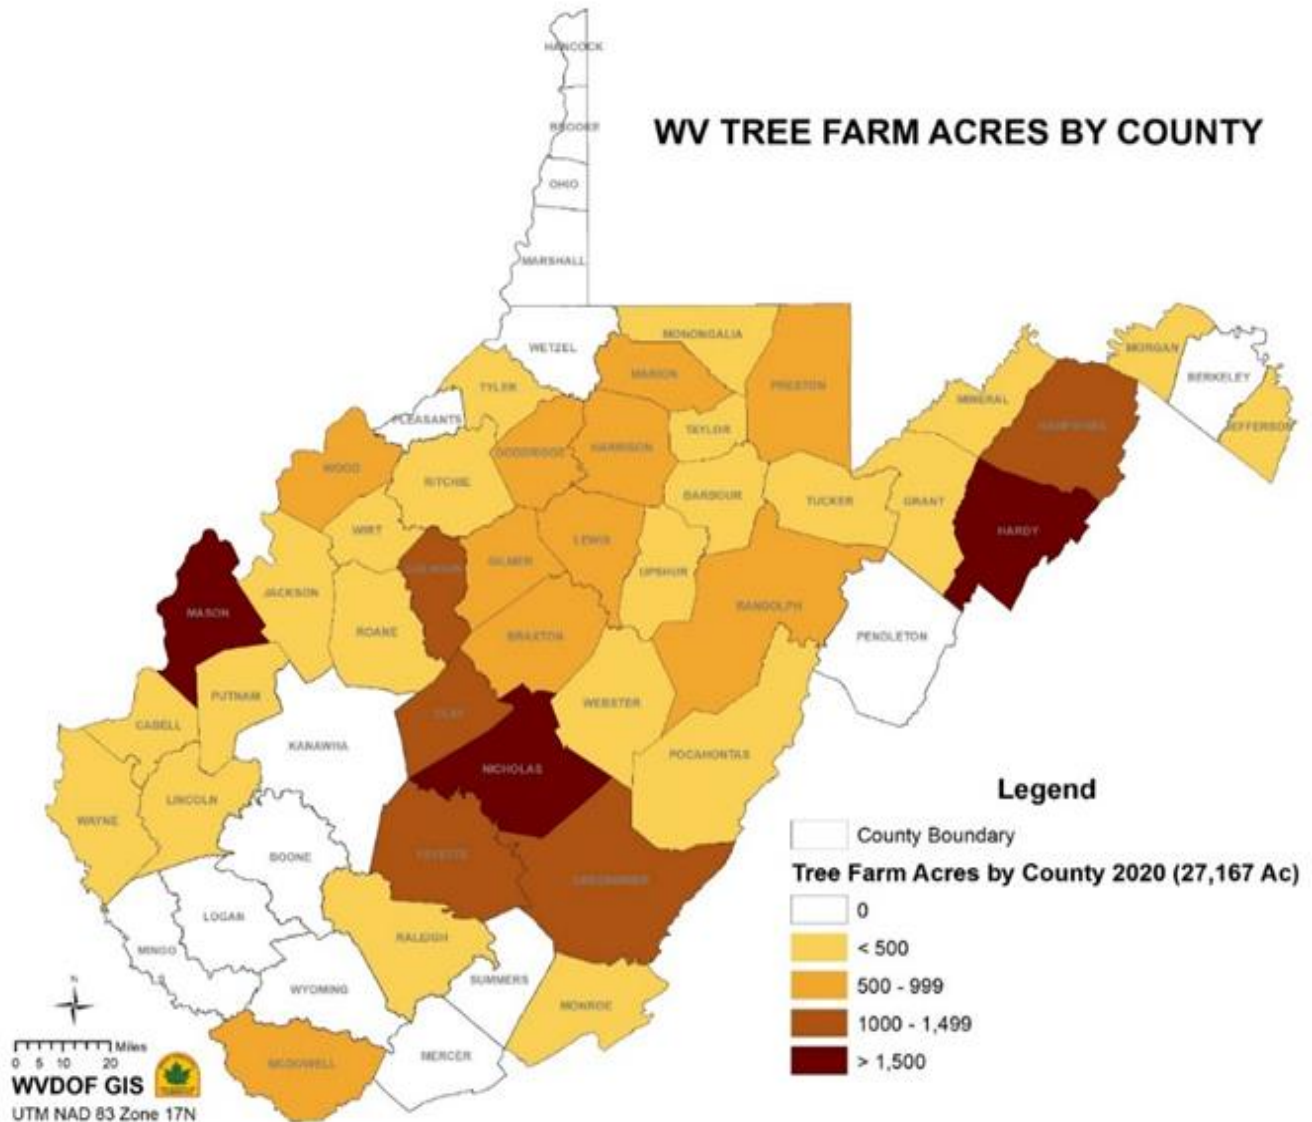 HANCOCK
BROOKE
WV TREE FARM ACRES BY COUNTY
OHIO
MARSHALL
WETZEL
MONONGALIA
MORGAN
BERKELEY
MARION
PRESTON
TYLER
MINERAL
PLEASANTS
JEFFERSON
HAMPSHIRE
TAYLOR
DODDRIDGE
HARRISON
WOOD
RITCHIE
BARBOUR
TUCKER
GRANT
WIRT
HARDY
LEWIS
GILMER
CALHOUN
UPSHUR
JACKSON
RANDOLPH
MASON
ROANE
BRAXTON
PENDLETON
PUTNAM
WEBSTER
CLAY
CABELL
KANAWHA
POCAHONTAS
NICHOLAS
LINCOLN
WAYNE
BOONE
FAYETTE
GREENBRIER
LOGAN
RALEIGH
MINGO
SUMMERS
WYOMING
MONROE
MERCER
MCDOWELL
Legend
County Boundary
Tree Farm Acres by County 2020 (27,167 Ac)
0
< 500
500 - 999
1000 - 1,499
> 1,500
N
S
Miles
0 5 10 20
WVDOF GIS
UTM NAD 83 Zone 17N